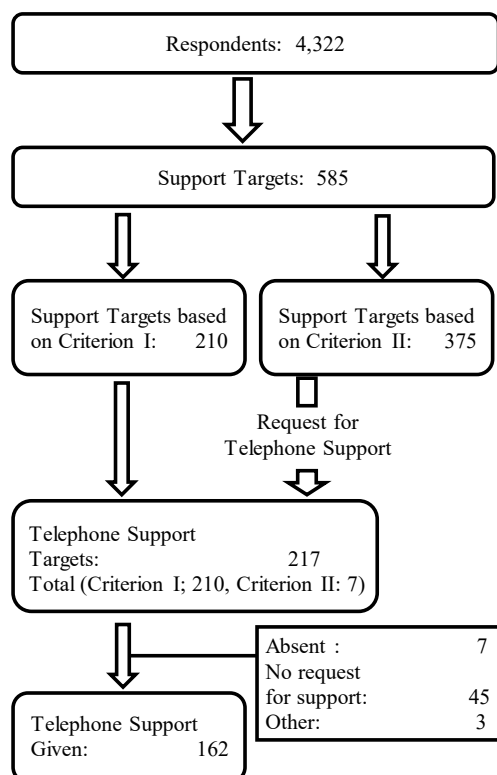 Respondents: 4,322
Support Targets: 585
Support Targets based
on Criterion I: 210
Support Targets based
on Criterion II: 375
Request for
Telephone Support
Telephone Support
Targets: 217
Total (Criterion I; 210, Criterion II: 7)
Absent : 7
No request
for support: 45
Other: 3
Telephone Support
Given: 162